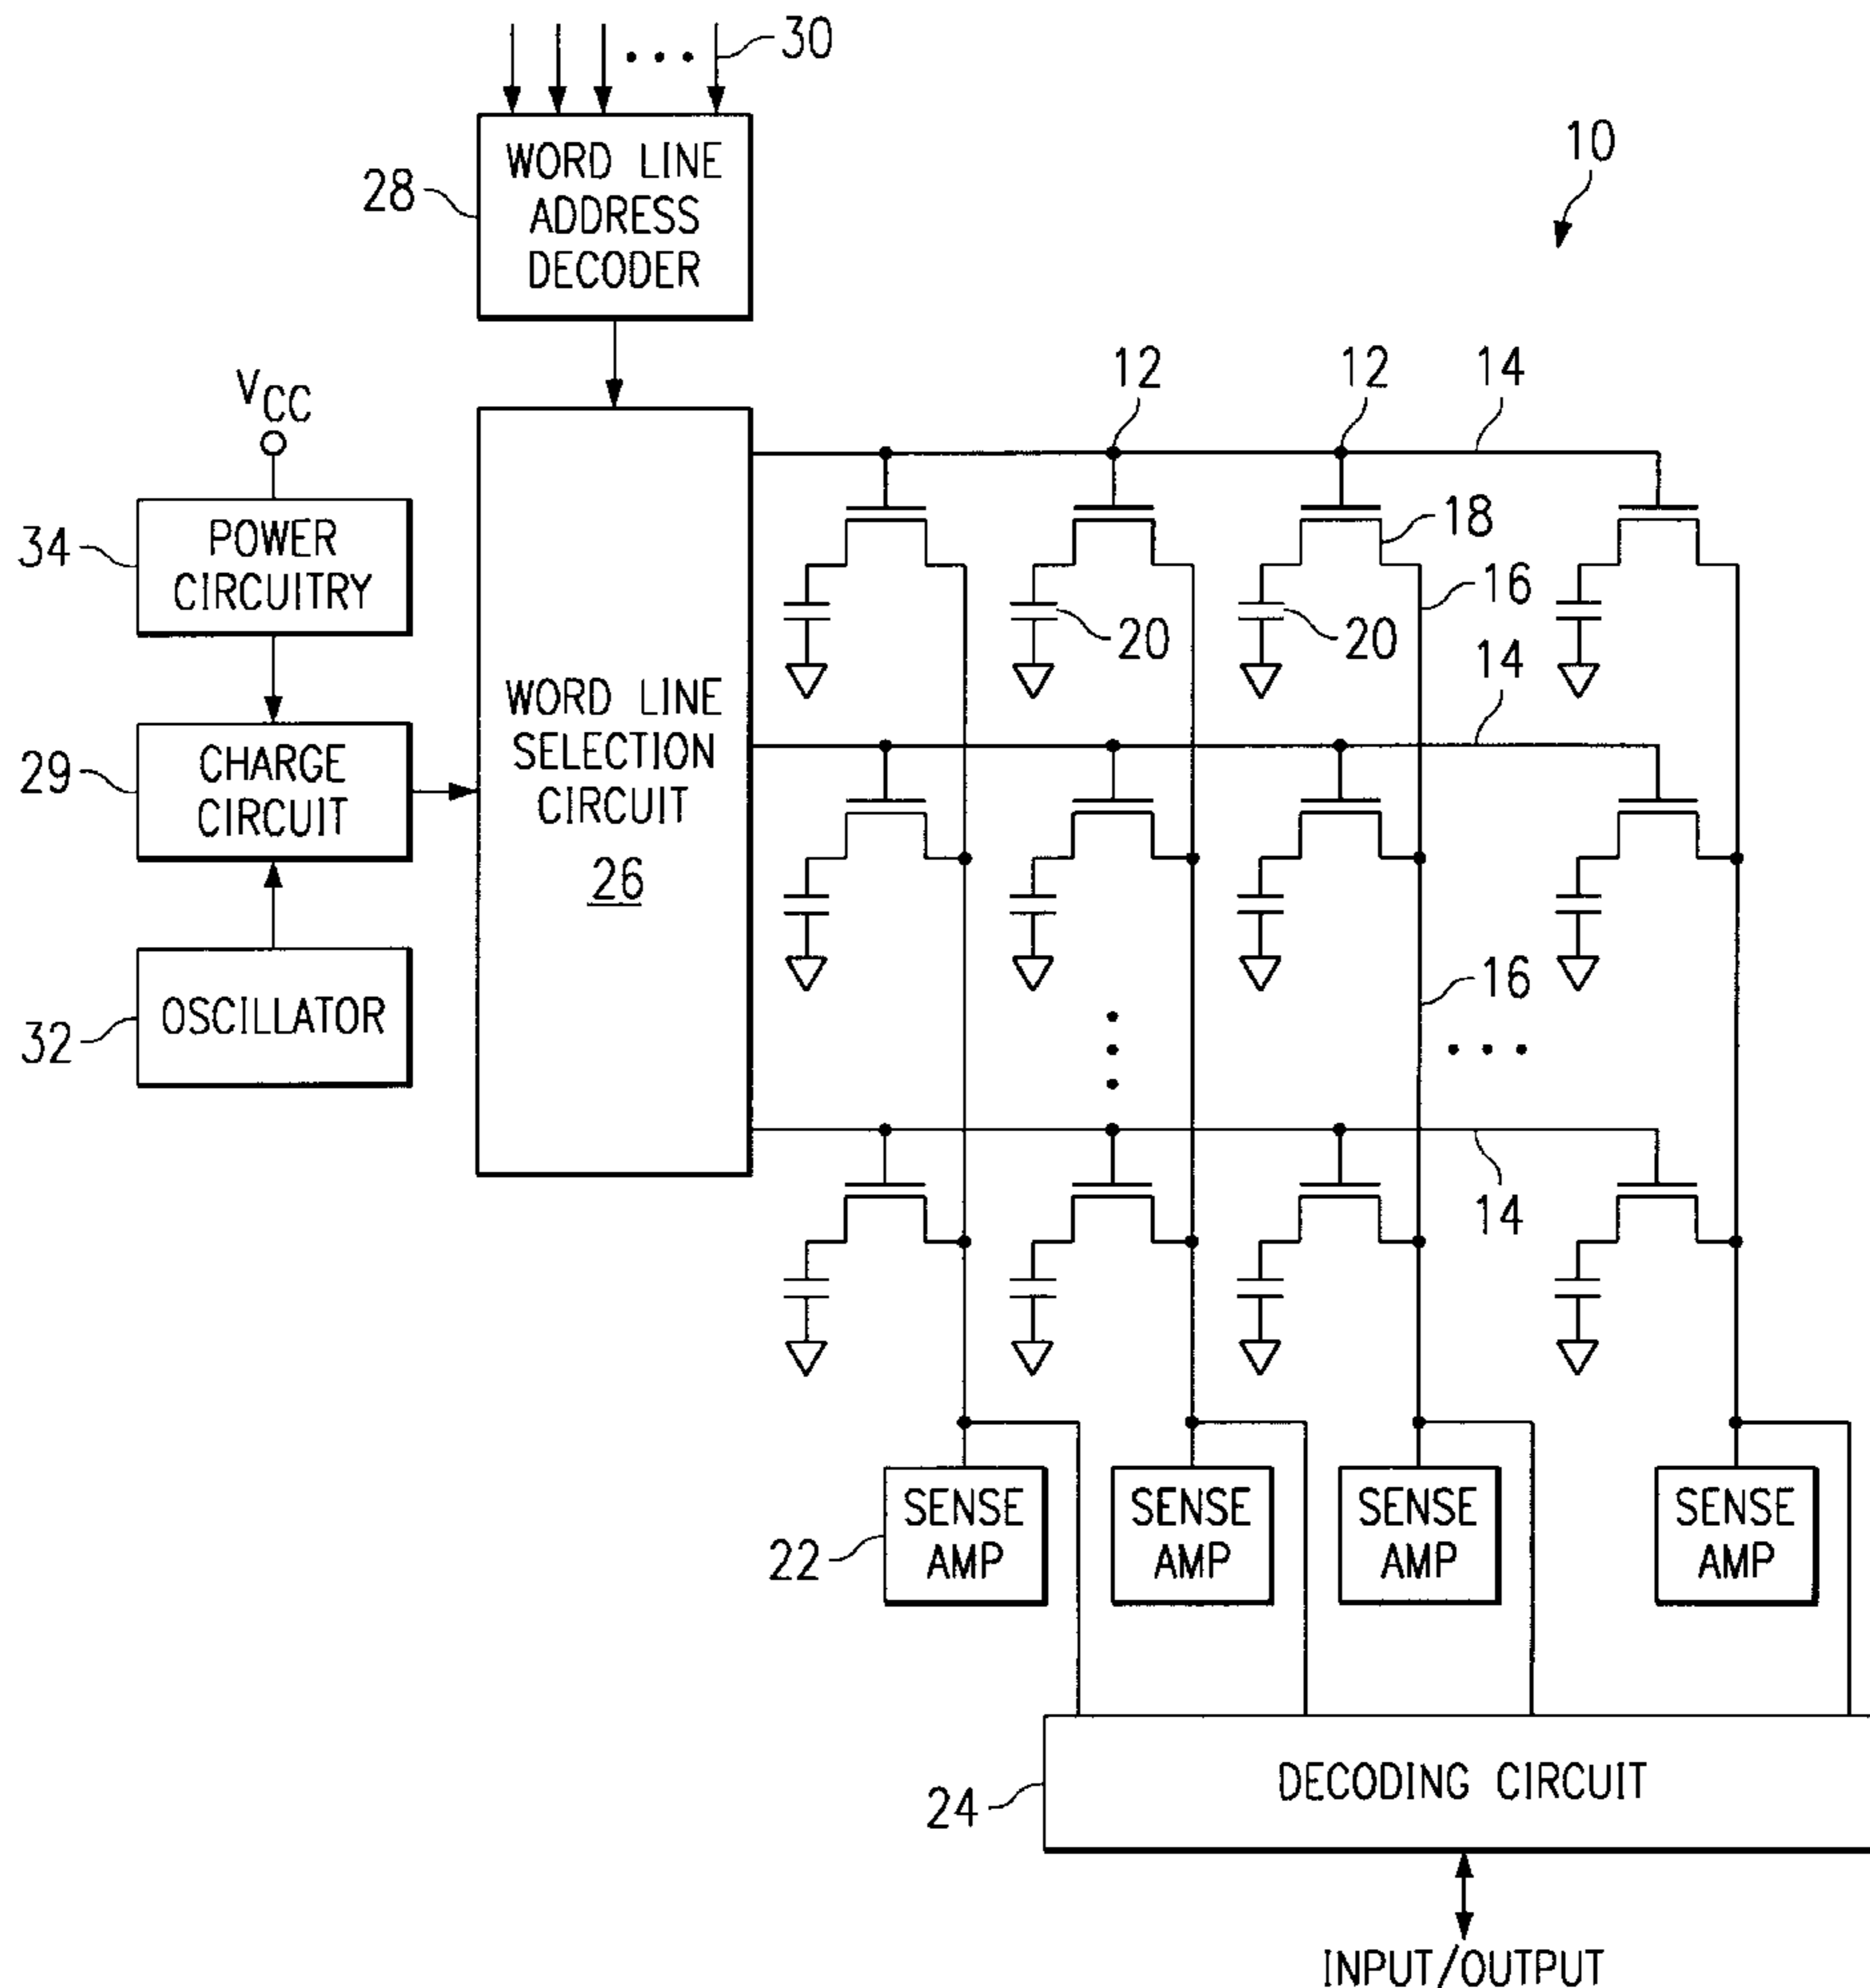 30
WORD LINE
ADDRESS
DECODER
28
10
12
12
14
VCC
POWER
CIRCUITRY
34
18
16
20
20
14
CHARGE
CIRCUIT
29
WORD LINE
SELECTION
CIRCUIT
26
16
OSCILLATOR
32
14
SENSE
AMP
SENSE
AMP
SENSE
AMP
SENSE
AMP
22
DECODING CIRCUIT
24
INPUT/OUTPUT